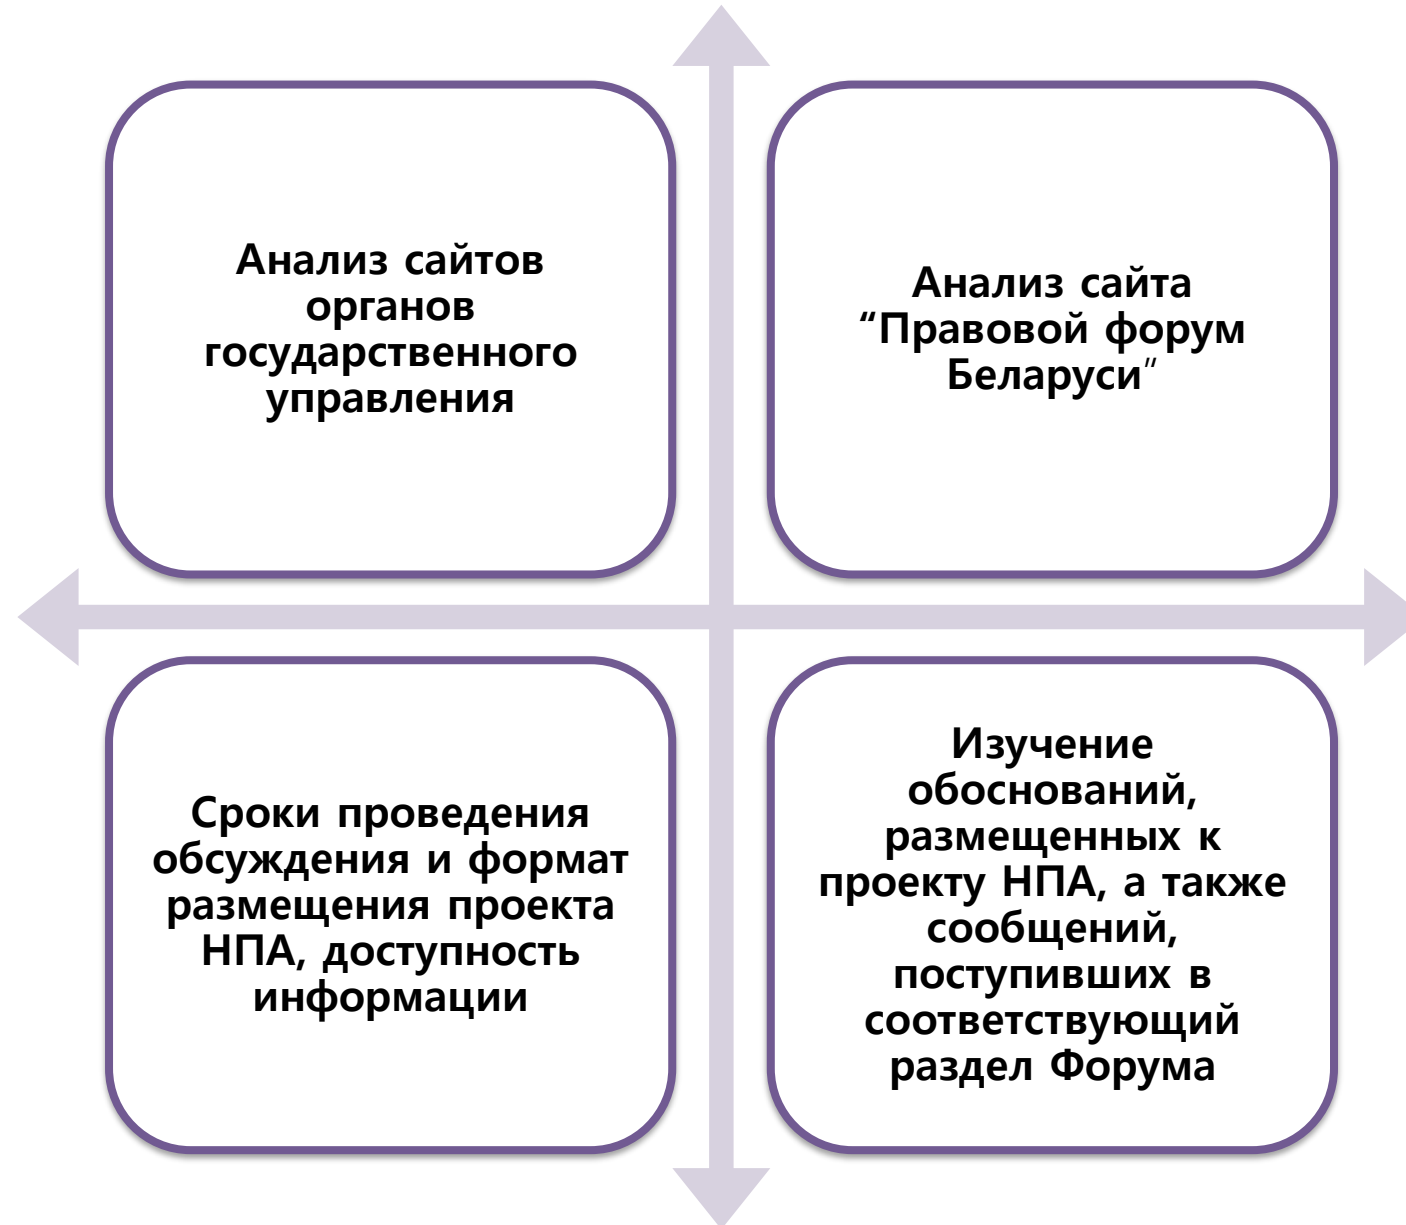 Анализ сайтов
органов
государственного
управления
Анализ сайта
“Правовой форум
Беларуси”
Сроки проведения
обсуждения и формат
размещения проекта
НПА, доступность
информации
Изучение
обоснований,
размещенных к
проекту НПА, а также
сообщений,
поступивших в
соответствующий
раздел Форума